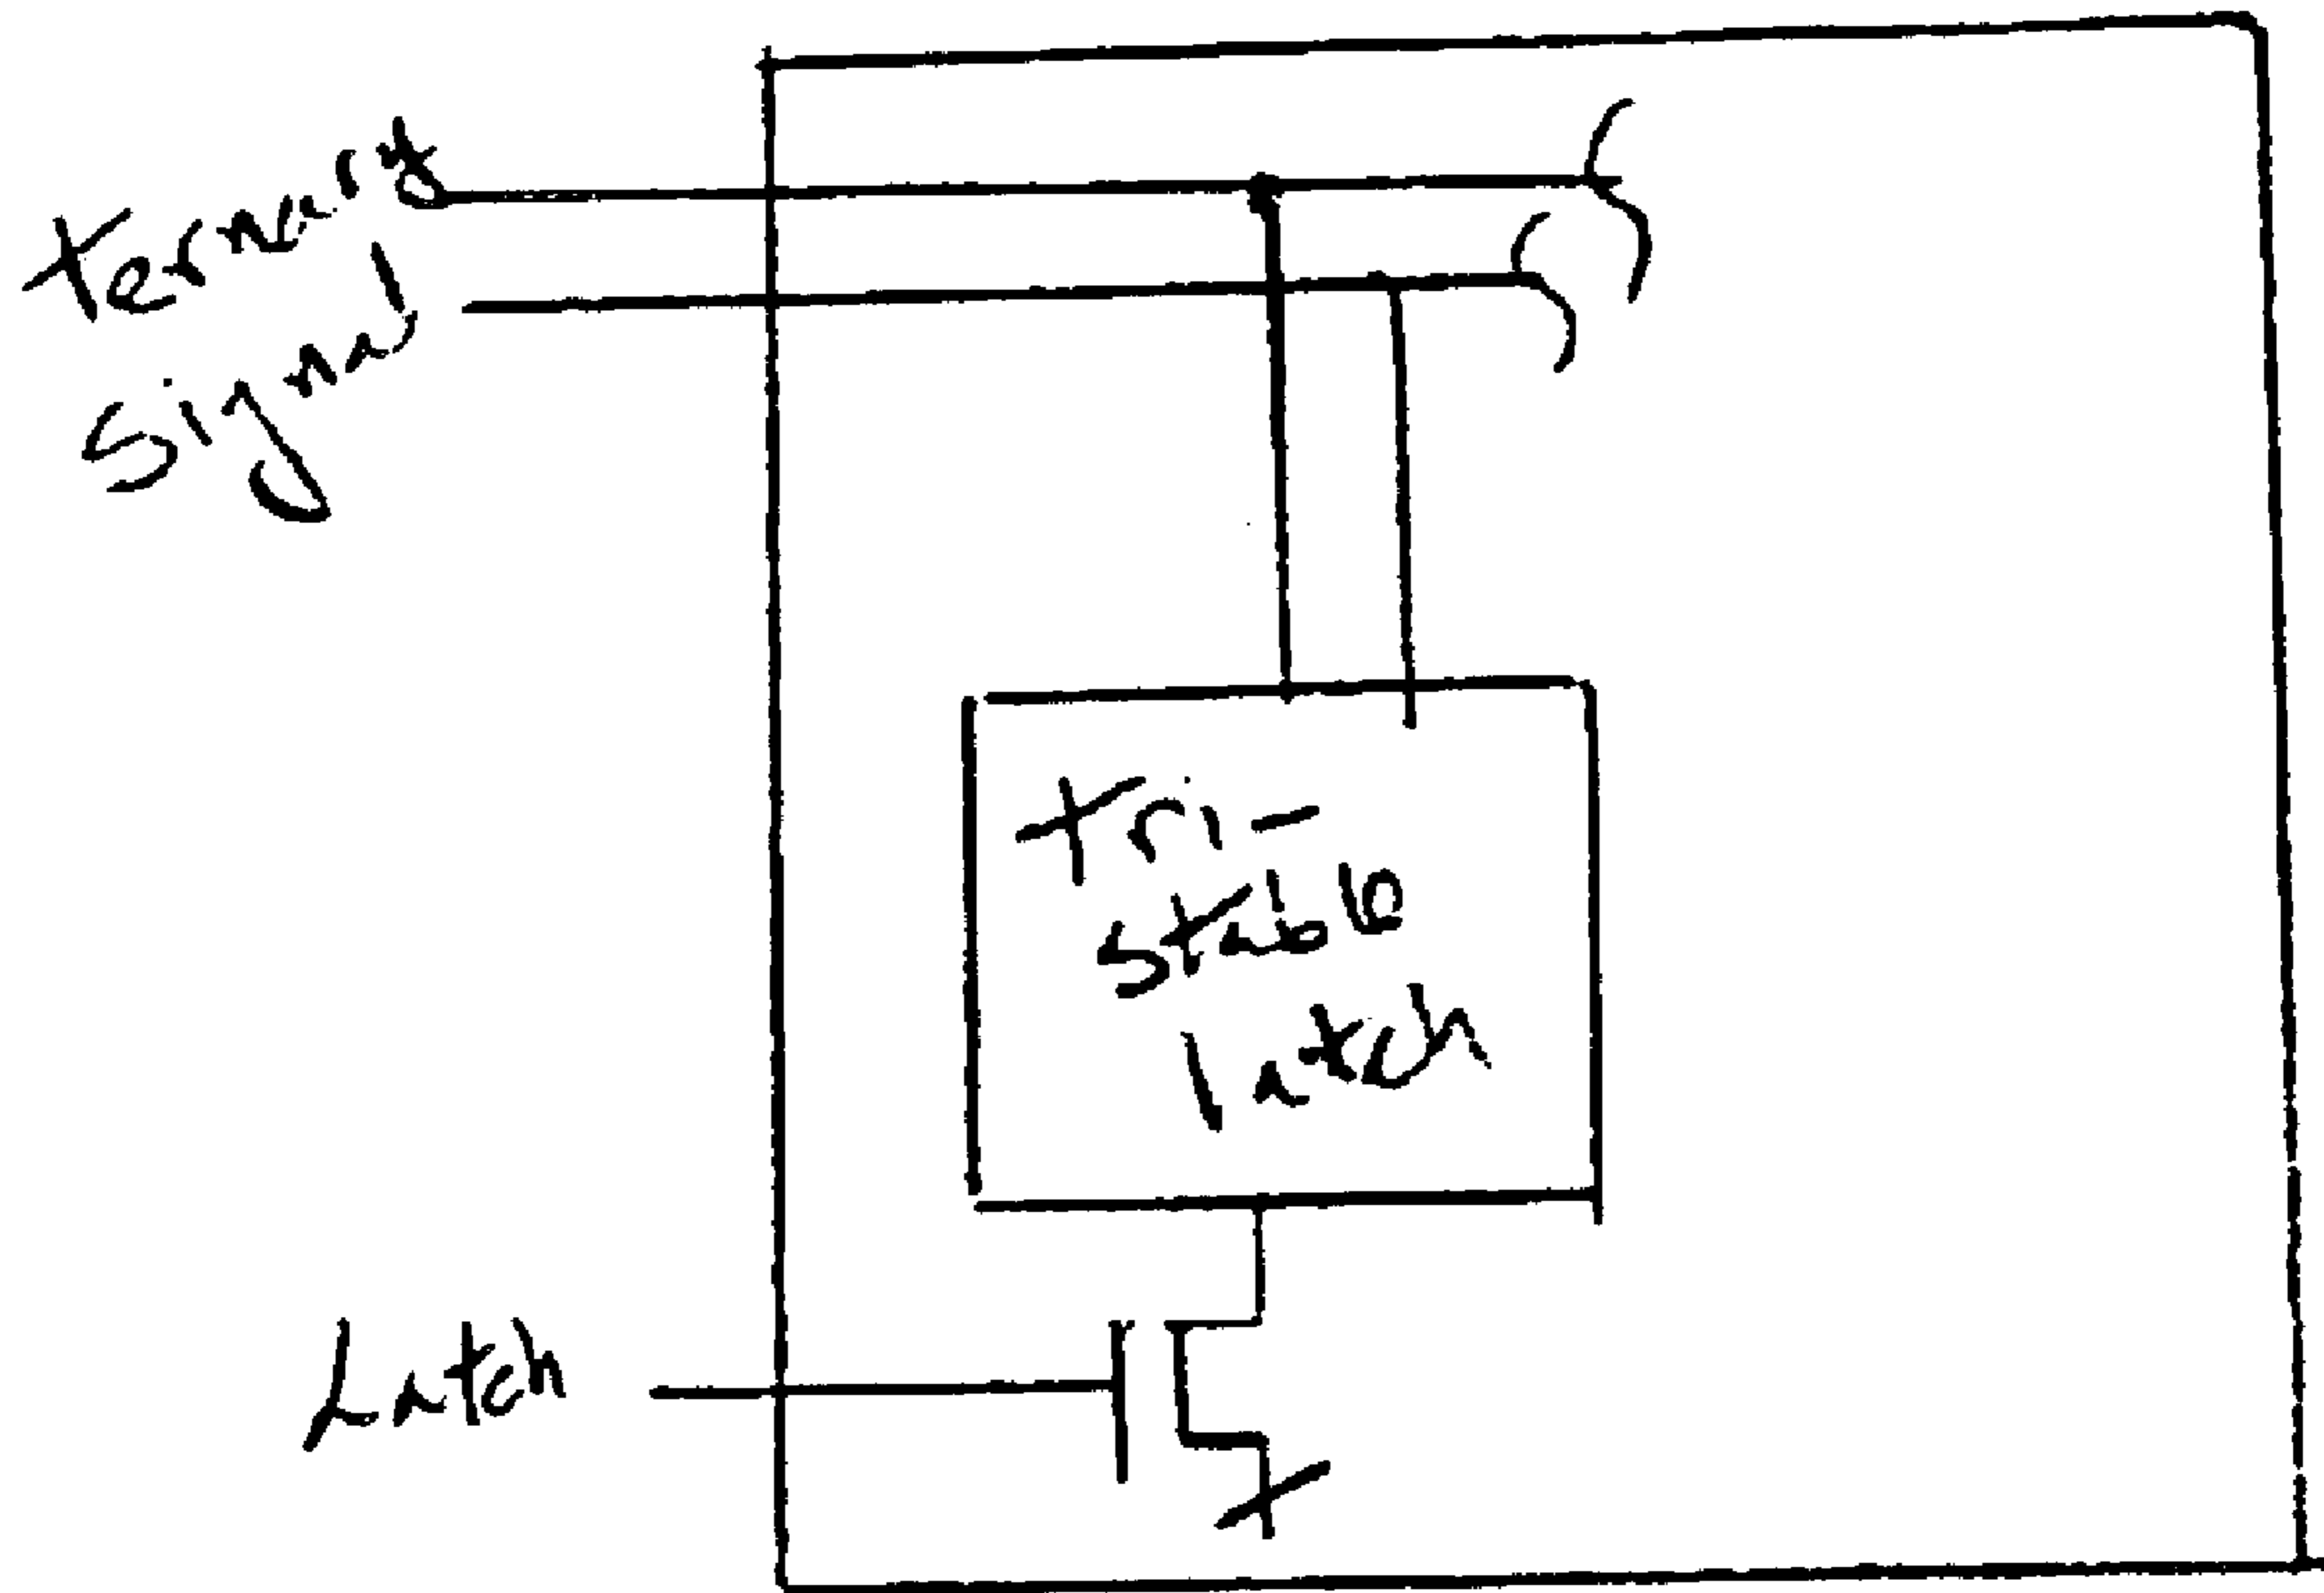 ternary
signal
tri-
stable
latch
Latch